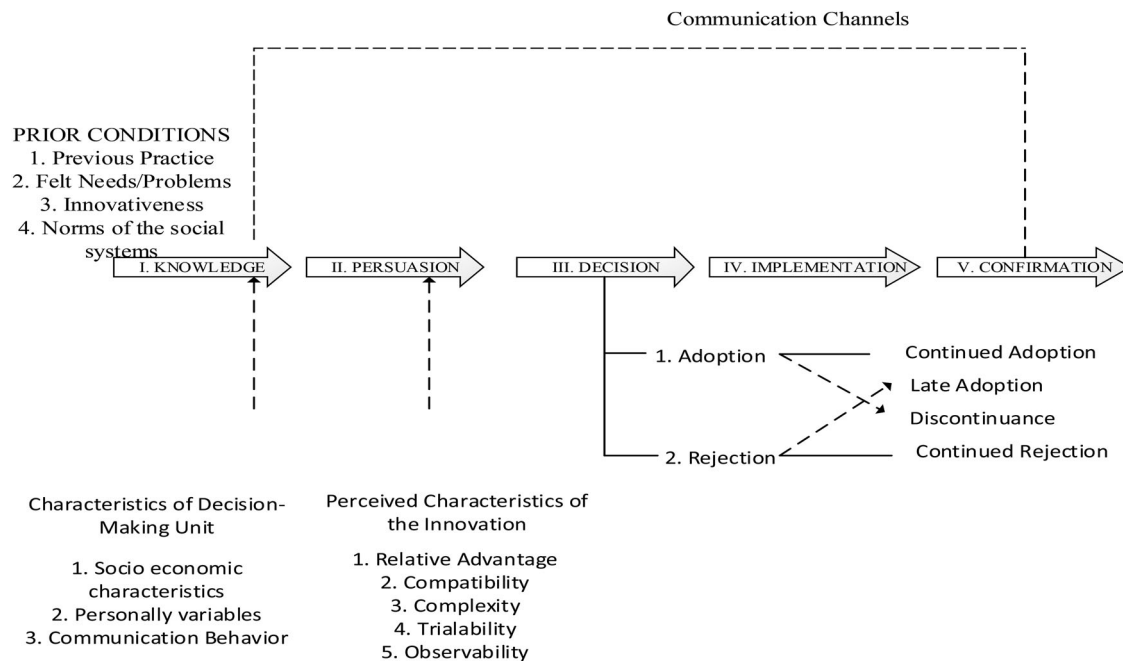 Communication Channels
PRIOR CONDITIONS
1. Previous Practice
2. Felt Needs/Problems
3. Innovativeness
4. Norms of the social
systems
I. KNOWLEDGE
II. PERSUASION
III. DECISION
IV. IMPLEMENTATION
V. CONFIRMATION
1. Adoption
Continued Adoption
Late Adoption
Discontinuance
2. Rejection
Continued Rejection
Characteristics of Decision-
Making Unit
1. Socio economic
characteristics
2. Personally variables
3. Communication Behavior
Perceived Characteristics of
the Innovation
1. Relative Advantage
2. Compatibility
3. Complexity
4. Trialability
5. Observability